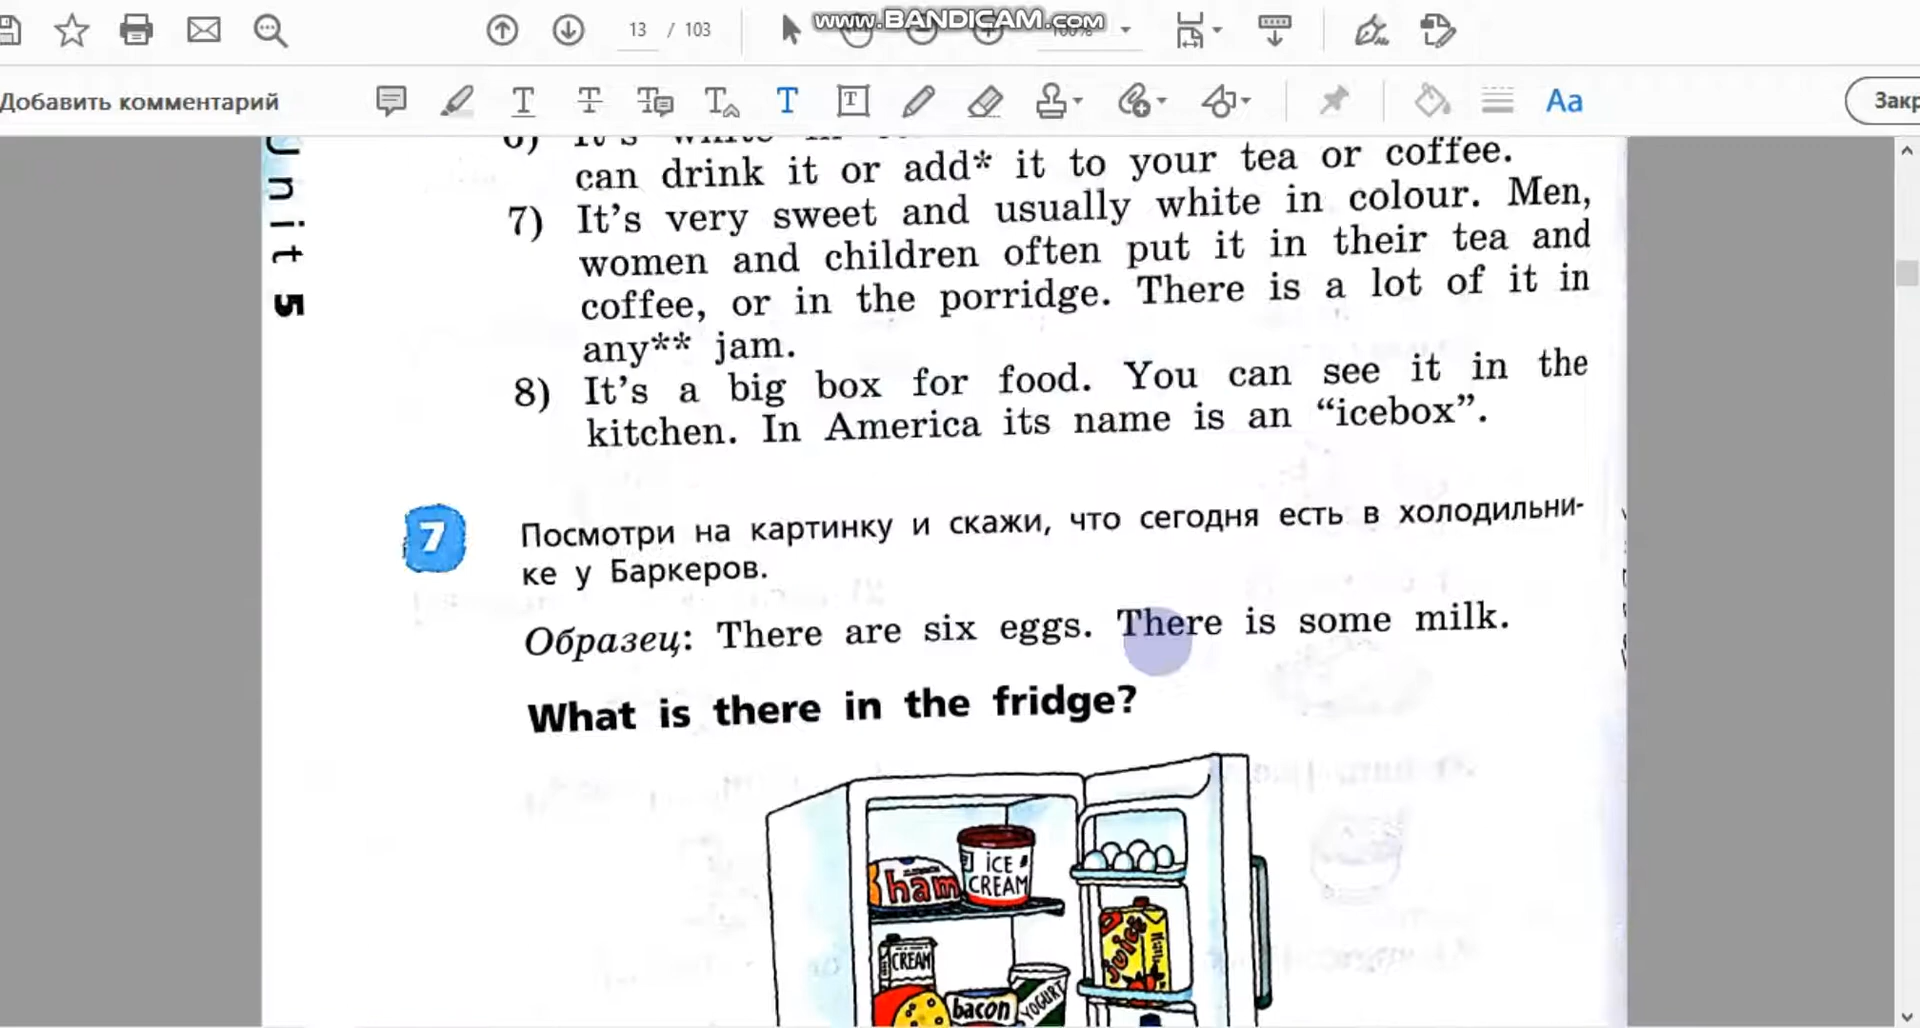 13 / 103
www.BANDICAM.com
100%
Добавить комментарий
Aa
Закр
Unit 5
6) It's white in
can drink it or add* it to your tea or coffee.
7) It's very sweet and usually white in colour. Men,
women and children often put it in their tea and
coffee, or in the porridge. There is a lot of it in
any** jam.
8) It's a big box for food. You can see it in the
kitchen. In America its name is an “icebox”.
7
Посмотри на картинку и скажи, что сегодня есть в холодильни-
ке у Баркеров.
Образец: There are six eggs. There is some milk.
What is there in the fridge?
ham
ICE
CREAM
juice
CREAM
bacon
YOGURT